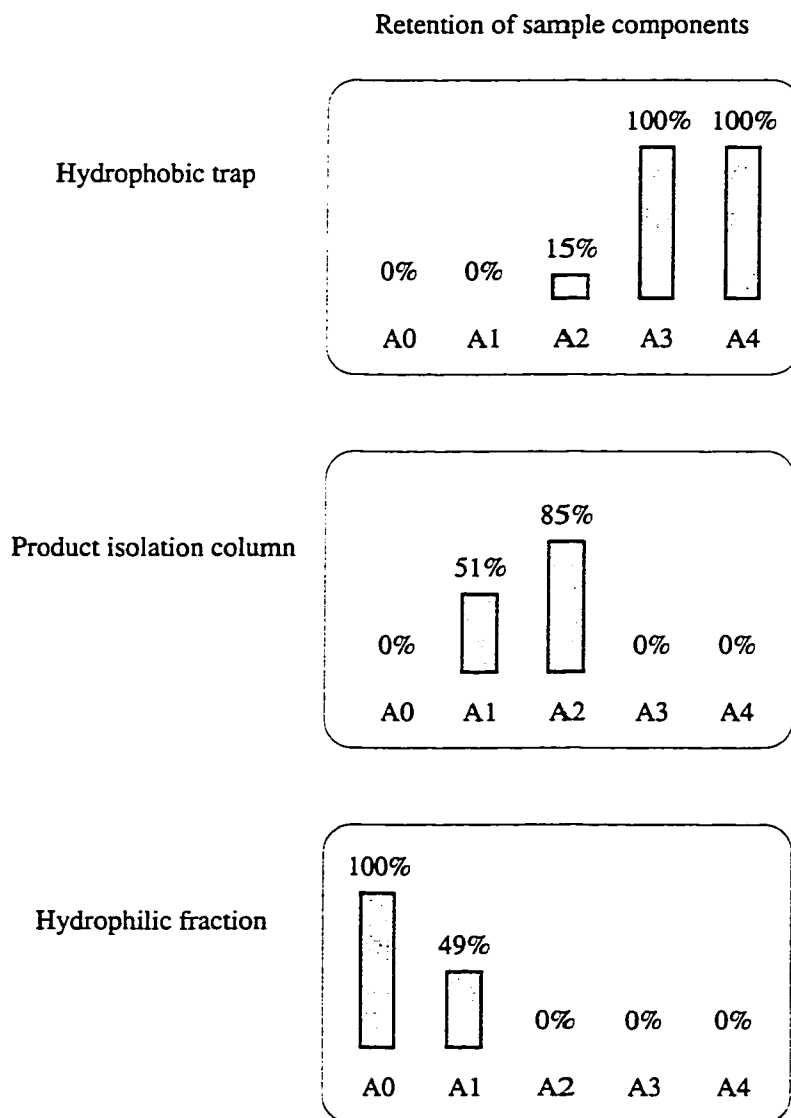 Retention of sample components
Hydrophobic trap
100% 100%
15%
0% 0%
A0 A1 A2 A3 A4
Product isolation column
85%
51%
0% 0% 0%
A0 A1 A2 A3 A4
Hydrophilic fraction
100%
49%
0% 0% 0%
A0 A1 A2 A3 A4